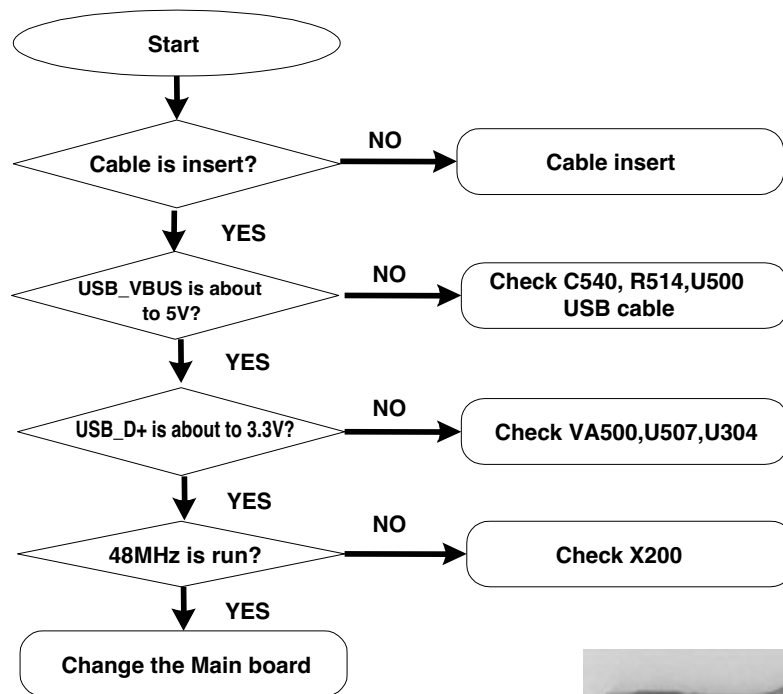 Start
Cable is insert?
NO
Cable insert
YES
USB_VBUS is about
to 5V?
NO
Check C540, R514,U500
USB cable
YES
USB_D+ is about to 3.3V?
NO
Check VA500,U507,U304
YES
48MHz is run?
NO
Check X200
YES
Change the Main board